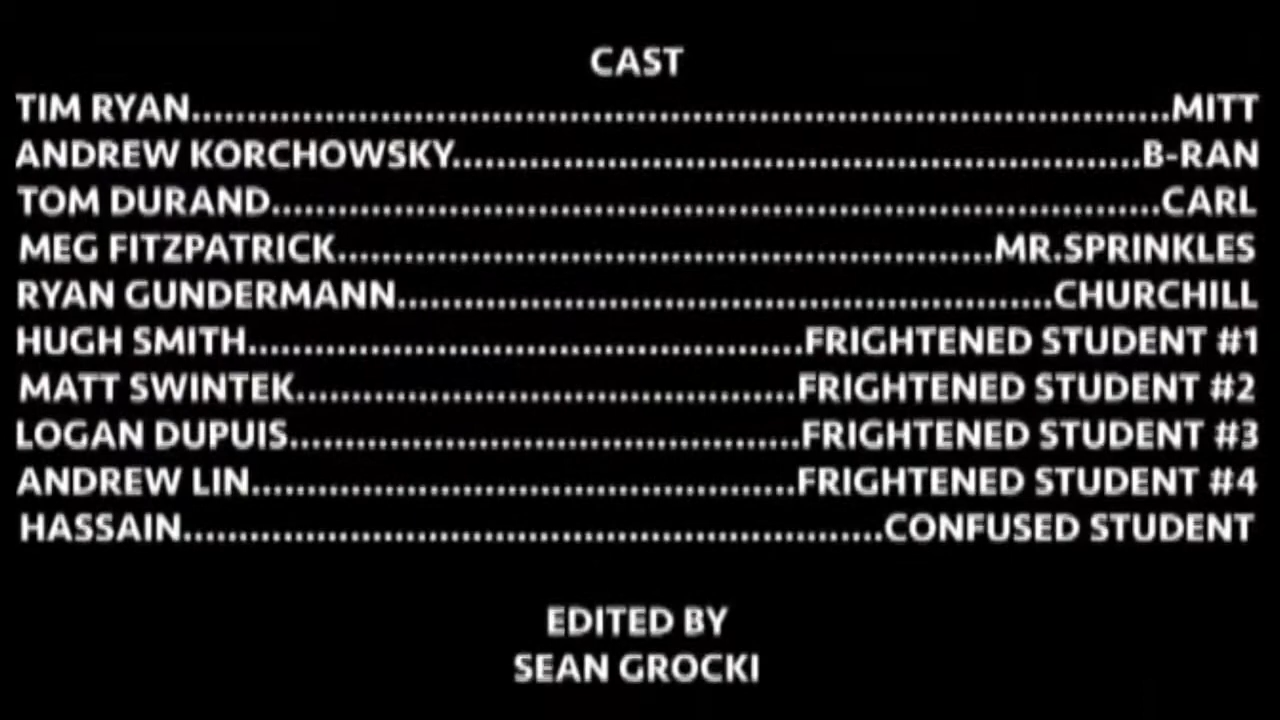 CAST
TIM RYAN..........................................................................................MITT
ANDREW KORCHOWSKY...............................................................B-RAN
TOM DURAND.................................................................................CARL
MEG FITZPATRICK............................................................MR.SPRINKLES
RYAN GUNDERMANN............................................................CHURCHILL
HUGH SMITH...................................................FRIGHTENED STUDENT #1
MATT SWINTEK..............................................FRIGHTENED STUDENT #2
LOGAN DUPUIS...............................................FRIGHTENED STUDENT #3
ANDREW LIN..................................................FRIGHTENED STUDENT #4
HASSAIN................................................................CONFUSED STUDENT
EDITED BY
SEAN GROCKI